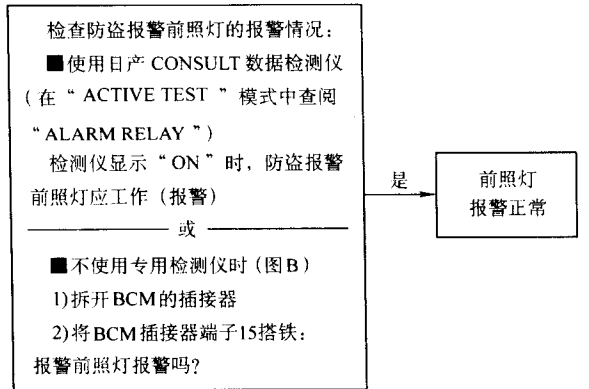 检查防盗报警前照灯的报警情况：
■使用日产 CONSULT 数据检测仪
（在“ ACTIVE TEST ”模式中查阅
“ALARM RELAY ”）
检测仪显示“ON ”时，防盗报警
前照灯应工作（报警）
或
■不使用专用检测仪时（图B）
1)拆开BCM的插接器
2)将BCM插接器端子15搭铁：
报警前照灯报警吗？
是
前照灯
报警正常